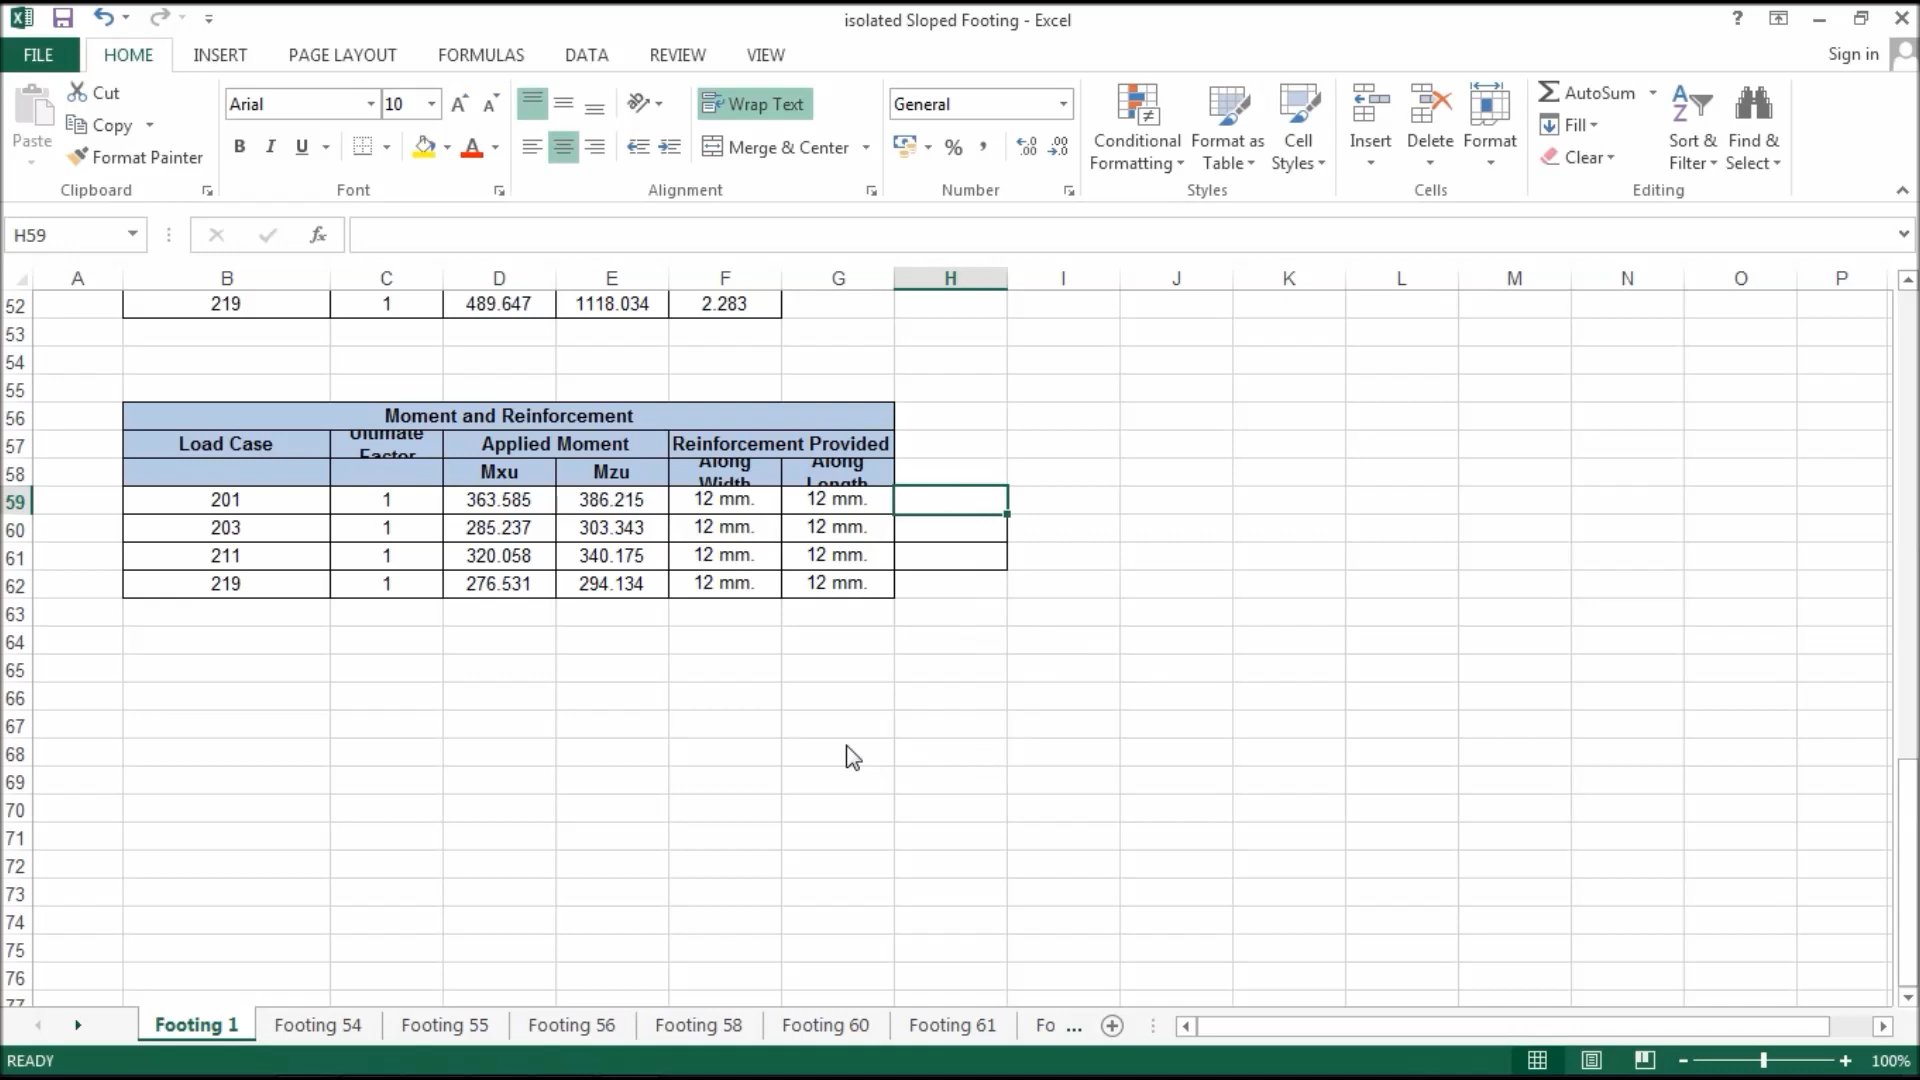 isolated Sloped Footing - Excel
?
FILE HOME INSERT PAGE LAYOUT FORMULAS DATA REVIEW VIEW
Sign in
Paste
Cut
Copy
Format Painter
Clipboard
Arial 10
B I U
Font
Wrap Text
Merge & Center
Alignment
General
%
Number
Conditional Formatting
Format as Table
Cell Styles
Styles
Insert Delete Format
Cells
AutoSum
Fill
Clear
Sort & Filter
Find & Select
Editing
H59
fx
A B C D E F G H I J K L M N O P
52 219 1 489.647 1118.034 2.283
53
54
55
56 Moment and Reinforcement
57 Load Case Ultimate Factor Applied Moment Reinforcement Provided
58 Mxu Mzu Along Width Along Length
59 201 1 363.585 386.215 12 mm. 12 mm.
60 203 1 285.237 303.343 12 mm. 12 mm.
61 211 1 320.058 340.175 12 mm. 12 mm.
62 219 1 276.531 294.134 12 mm. 12 mm.
63
64
65
66
67
68
69
70
71
72
73
74
75
76
77
Footing 1 Footing 54 Footing 55 Footing 56 Footing 58 Footing 60 Footing 61 Fo ...
READY
100%